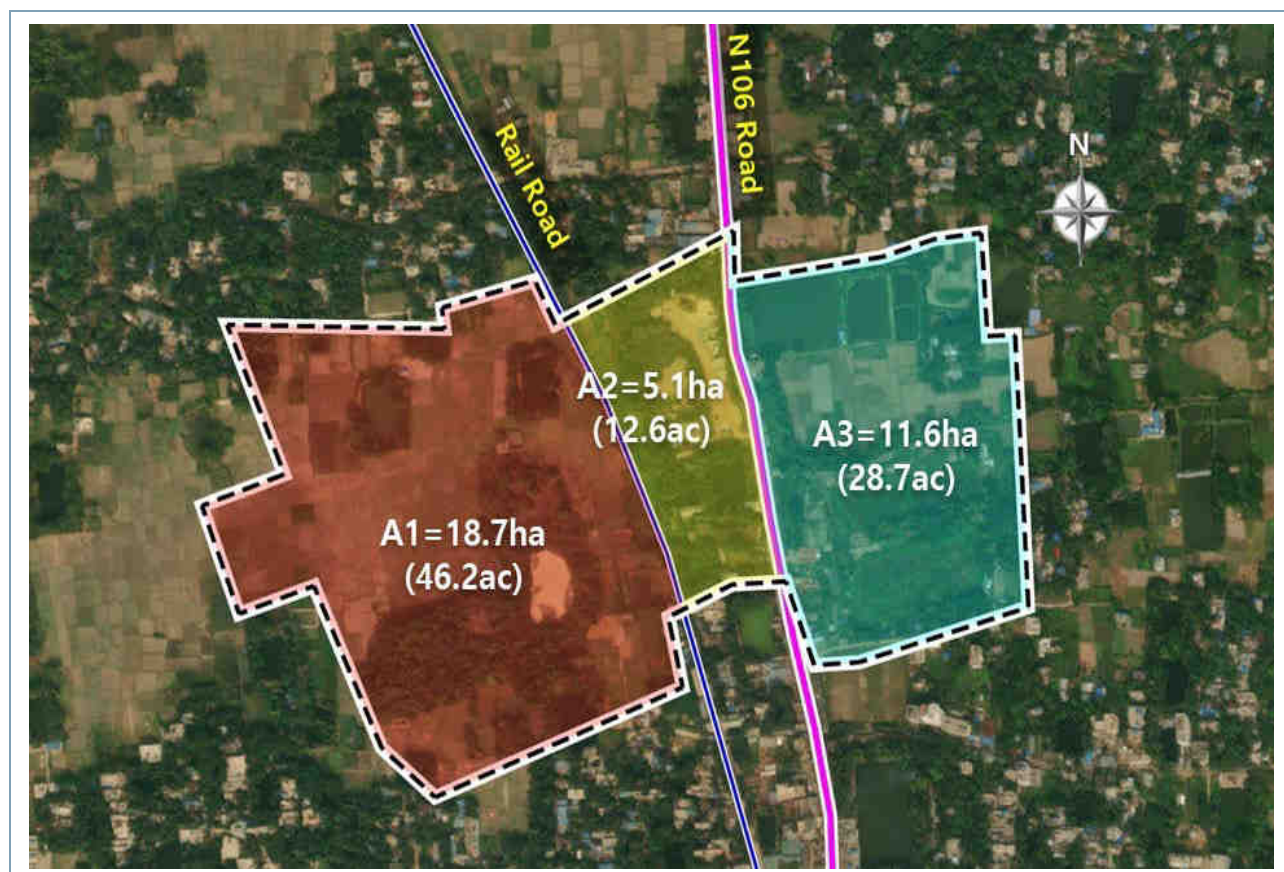 N106 Road
Rail Road
N
A2=5.1ha
(12.6ac)
A3=11.6ha
(28.7ac)
A1=18.7ha
(46.2ac)